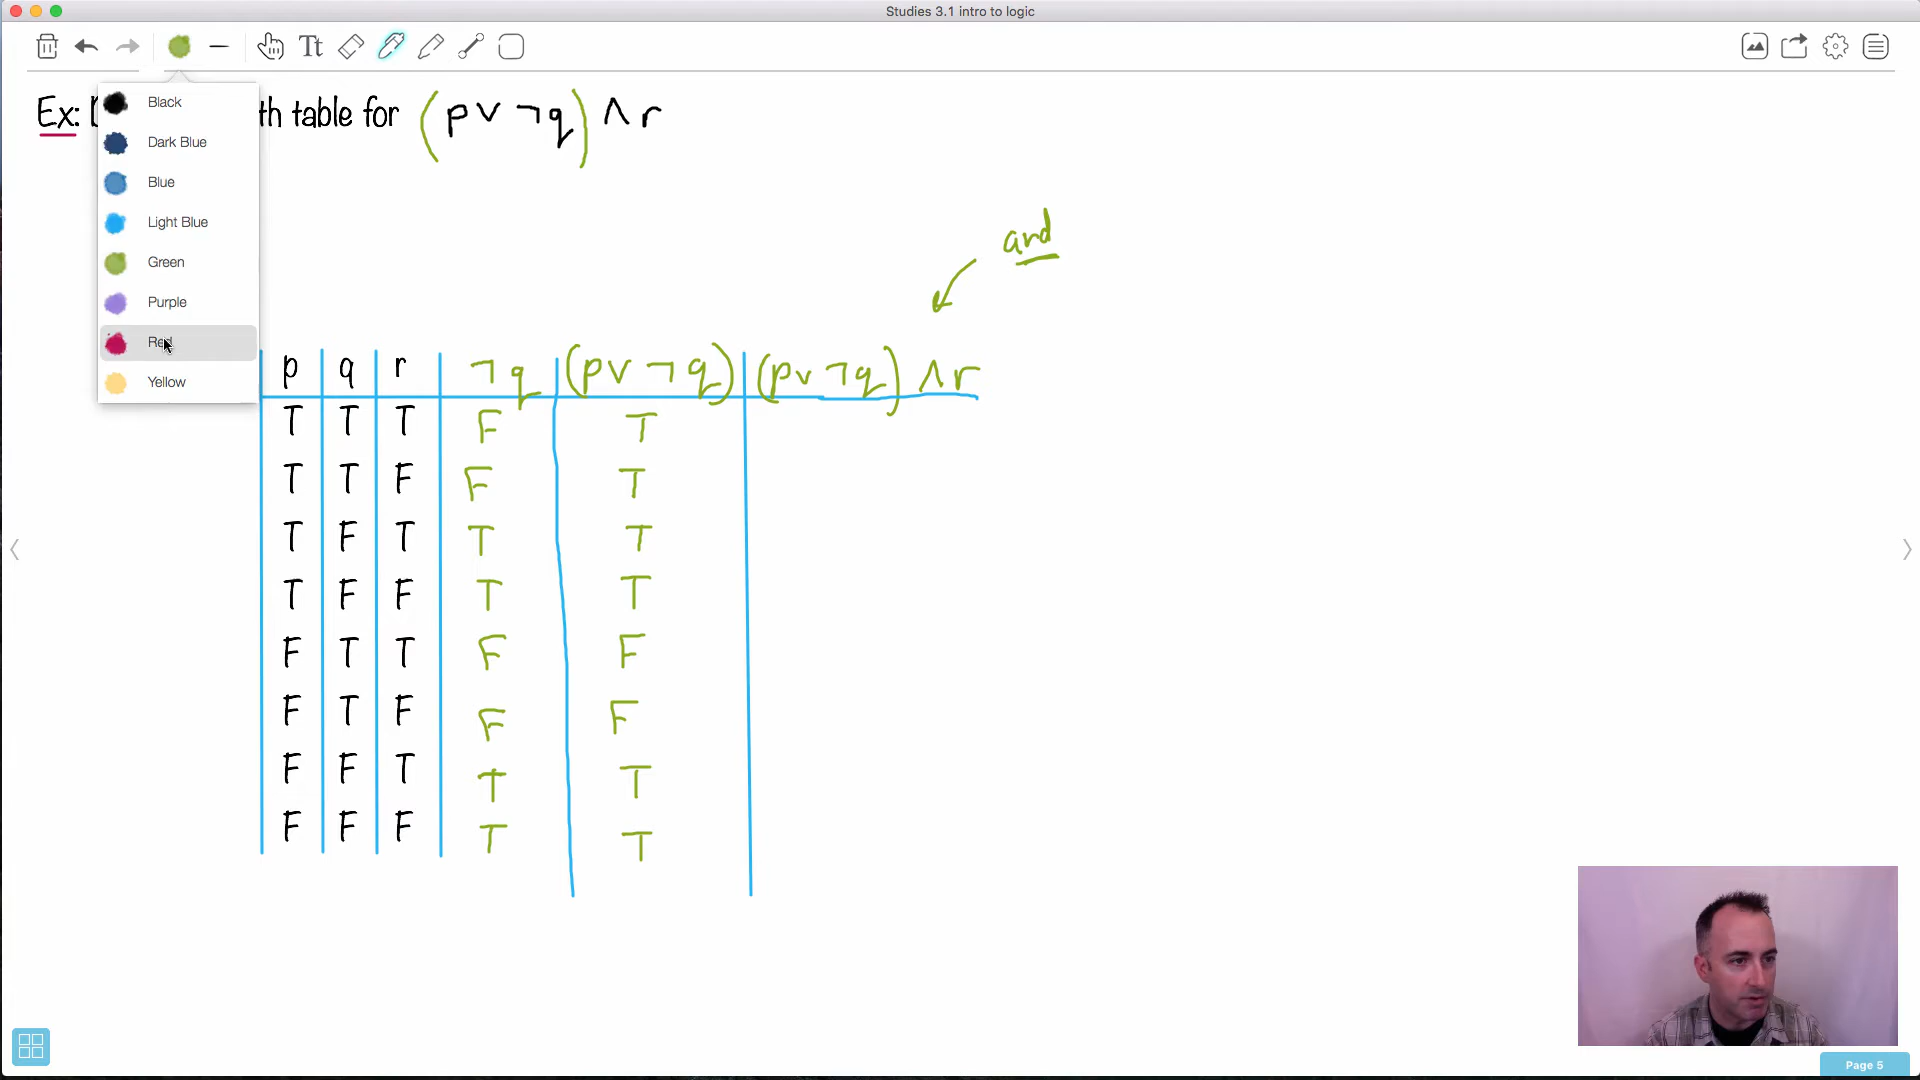 Studies 3.1 intro to logic
Tt
Ex: th table for (p∨¬q)∧r
Black
Dark Blue
Blue
Light Blue
Green
Purple
Red
Yellow
and
p q r ¬q (p∨¬q) (p∨¬q)∧r
T T T F T
T T F F T
T F T T T
T F F T T
F T T F F
F T F F F
F F T T T
F F F T T
Page 5